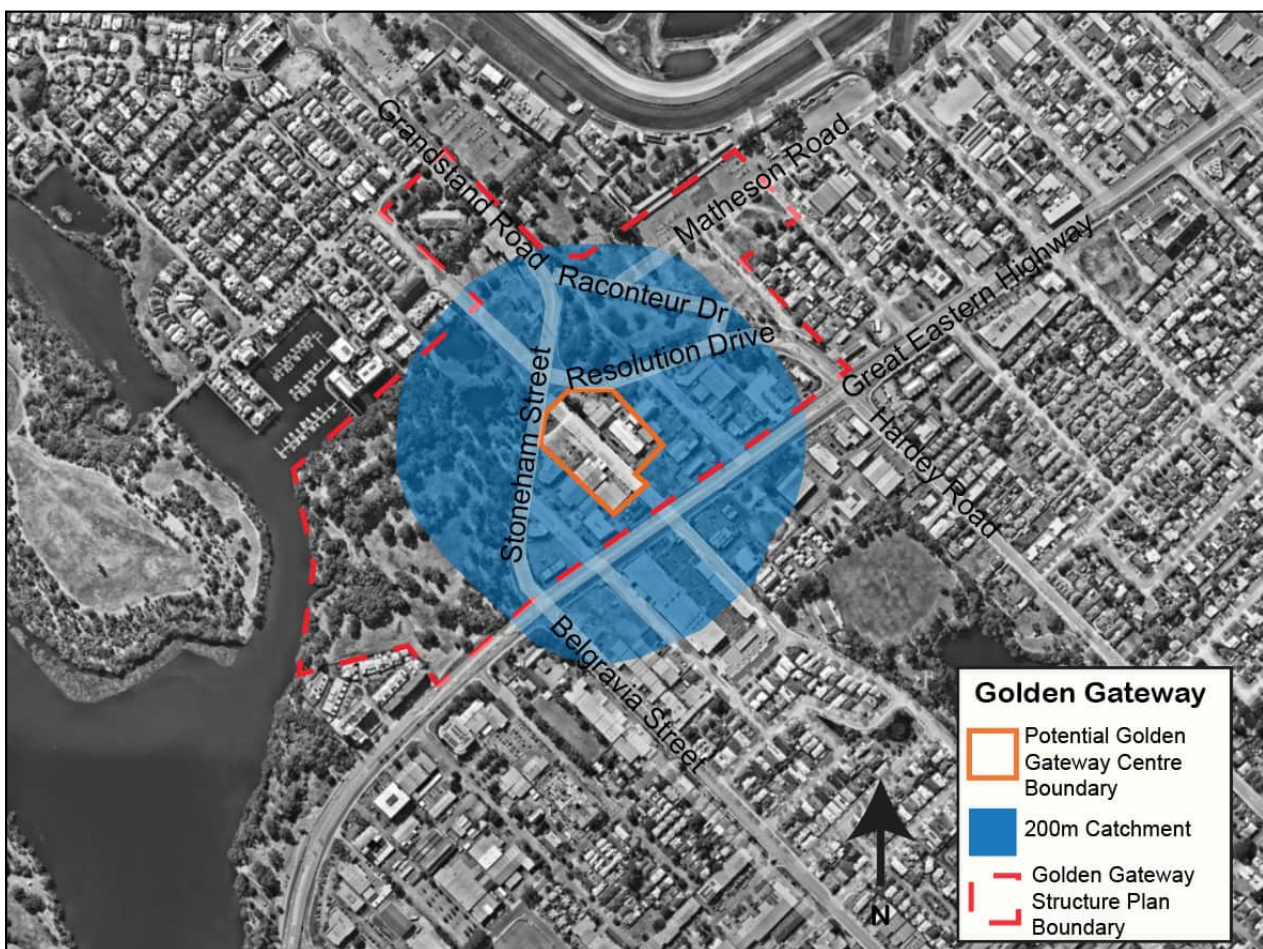 Grandstand Road
Matheson Road
Raconteur Dr
Resolution Drive
Great Eastern Highway
Stoneham Street
Hardey Road
Belgravia Street
Golden Gateway
Potential Golden
Gateway Centre
Boundary
200m Catchment
Golden Gateway
Structure Plan
Boundary
N